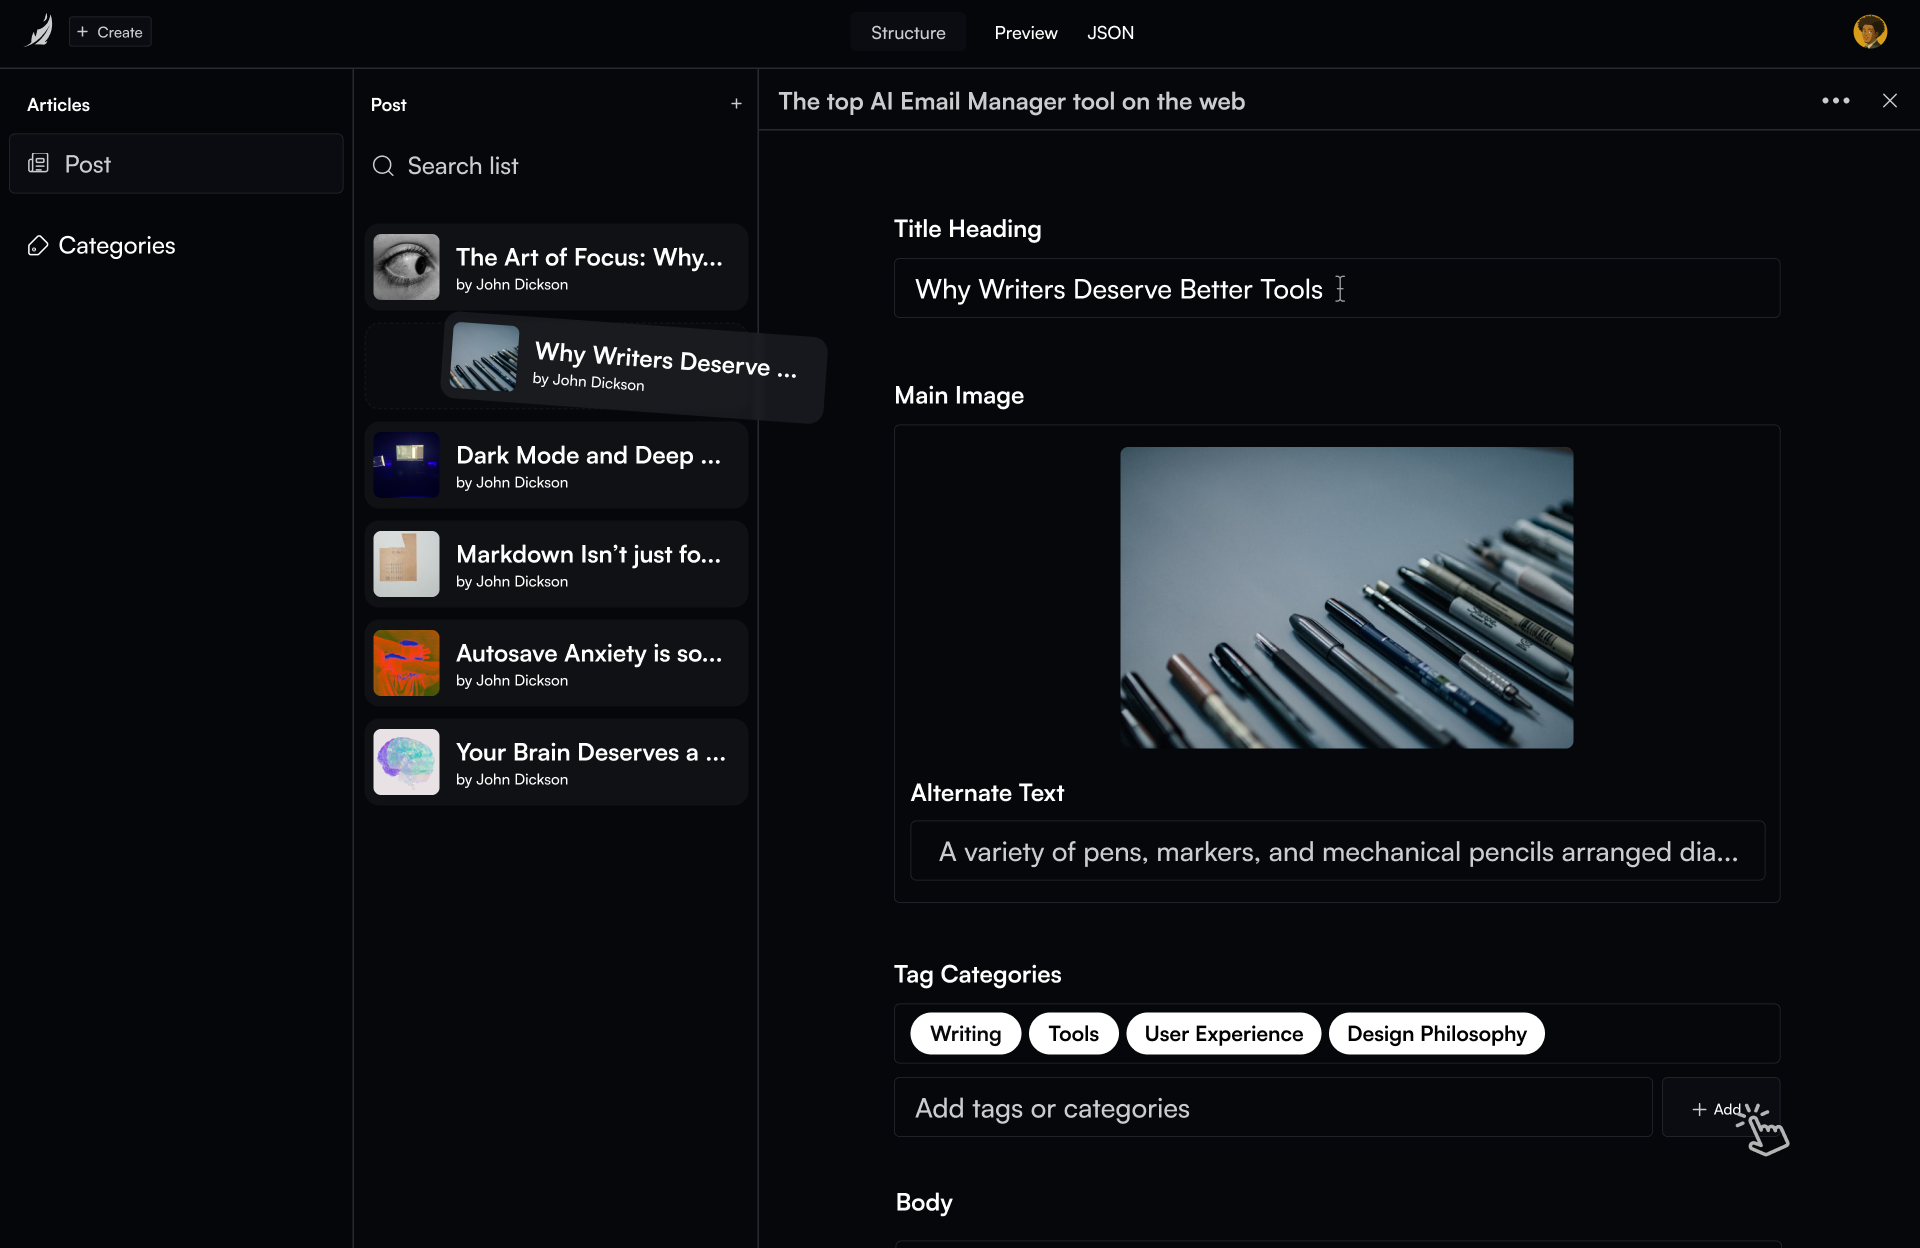 + Create
Structure
Preview
JSON
Articles
Post
Categories
Post
Search list
The Art of Focus: Why...
by John Dickson
Why Writers Deserve ...
by John Dickson
Dark Mode and Deep ...
by John Dickson
Markdown Isn’t just fo...
by John Dickson
Autosave Anxiety is so...
by John Dickson
Your Brain Deserves a ...
by John Dickson
The top AI Email Manager tool on the web
Title Heading
Why Writers Deserve Better Tools
Main Image
Alternate Text
A variety of pens, markers, and mechanical pencils arranged dia...
Tag Categories
Writing
Tools
User Experience
Design Philosophy
Add tags or categories
+ Add
Body